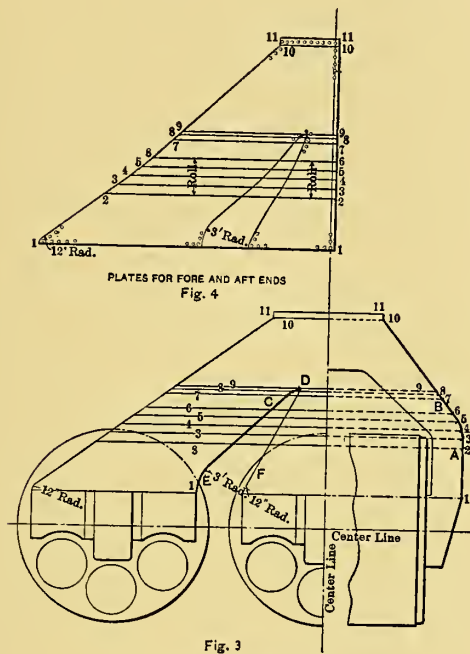 11 11
10 10
8 9 9
7 8
7
6 6
5 Roll Roll 5
4 4
3 3
2 2
1 3' Rad. 1
12" Rad.
PLATES FOR FORE AND AFT ENDS
Fig. 4
11 11
10 10
D
8 9 9 8
7 C B 7
6 6
5 5
4 4
3 3
A
2
1 E 3' Rad. F 1
12" Rad. 12" Rad.
Center Line
Center Line
Fig. 3